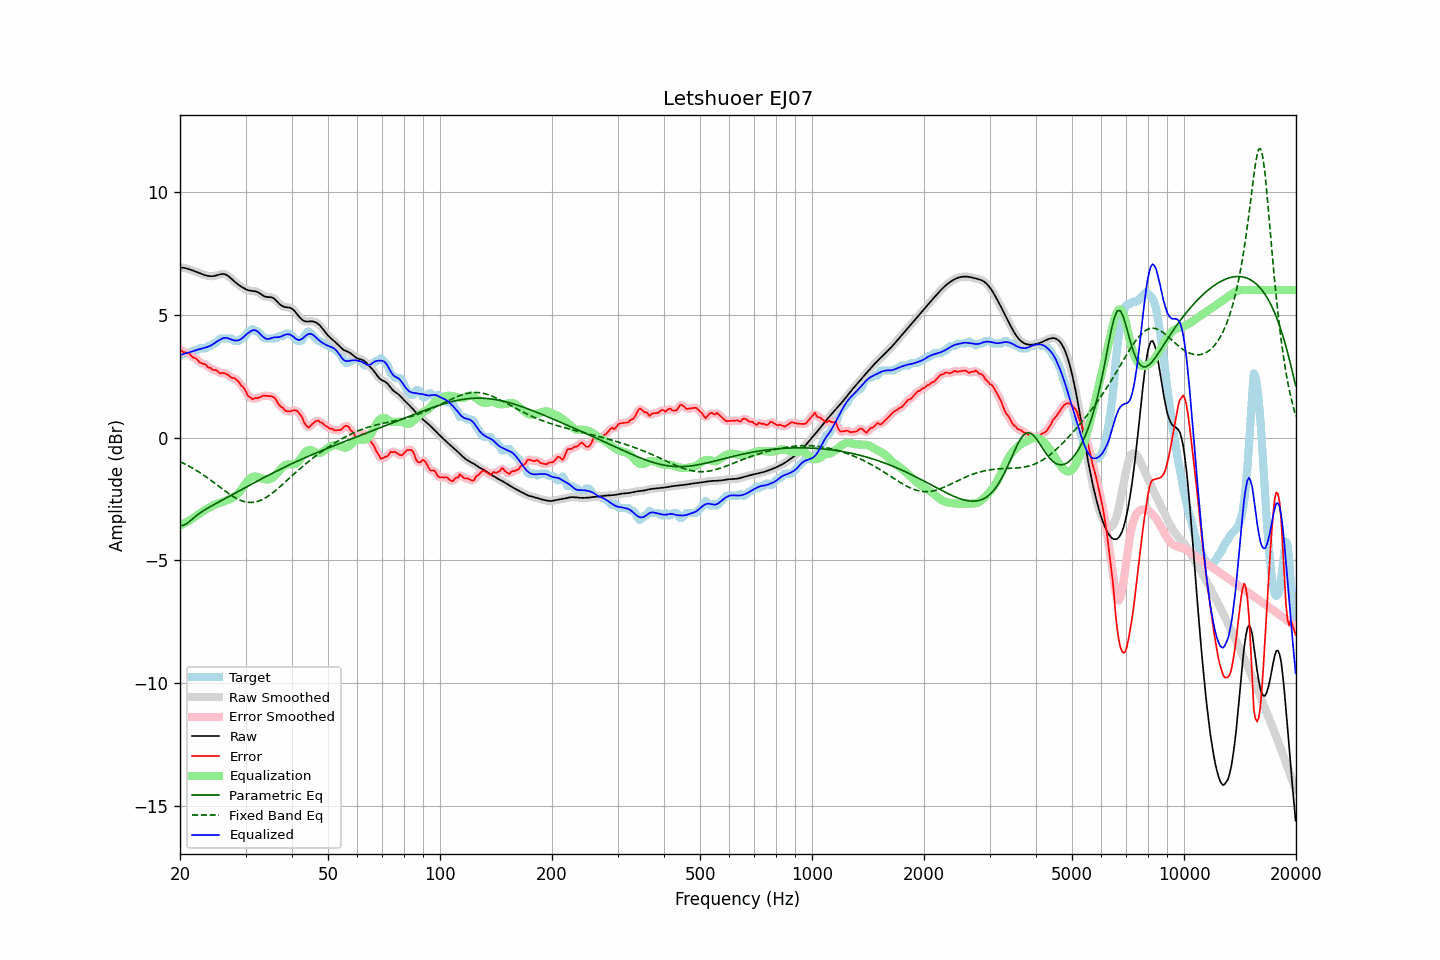 Letshuoer EJ07
Amplitude (dBr)
10
5
0
−5
−10
−15
Target
Raw Smoothed
Error Smoothed
Raw
Error
Equalization
Parametric Eq
Fixed Band Eq
Equalized
20 50 100 200 500 1000 2000 5000 10000 20000
Frequency (Hz)